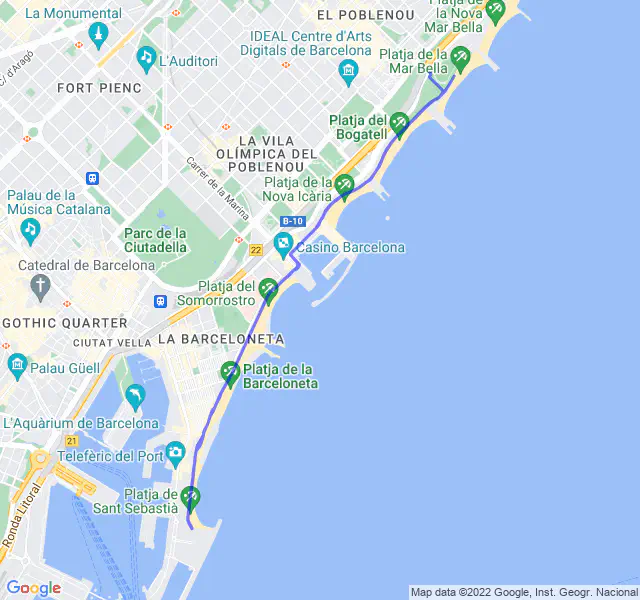 Platja de
la Nova
Mar Bella
EL POBLENOU
La Monumental
IDEAL Centre d'Arts
Digitals de Barcelona
Platja de la
Mar Bella
C/ d'Aragó
L'Auditori
FORT PIENC
Platja del
Bogatell
LA VILA
OLÍMPICA DEL
POBLENOU
Carrer de la Marina
Platja de la
Nova Icària
Palau de la
Música Catalana
B-10
Parc de la
Ciutadella
22
Casino Barcelona
Catedral de Barcelona
Platja del
Somorrostro
GOTHIC QUARTER
CIUTAT VELLA
LA BARCELONETA
Palau Güell
Platja de la
Barceloneta
L'Aquàrium de Barcelona
21
Telefèric del Port
Ronda Litoral
Platja de
Sant Sebastià
Google
Map data ©2022 Google, Inst. Geogr. Nacional